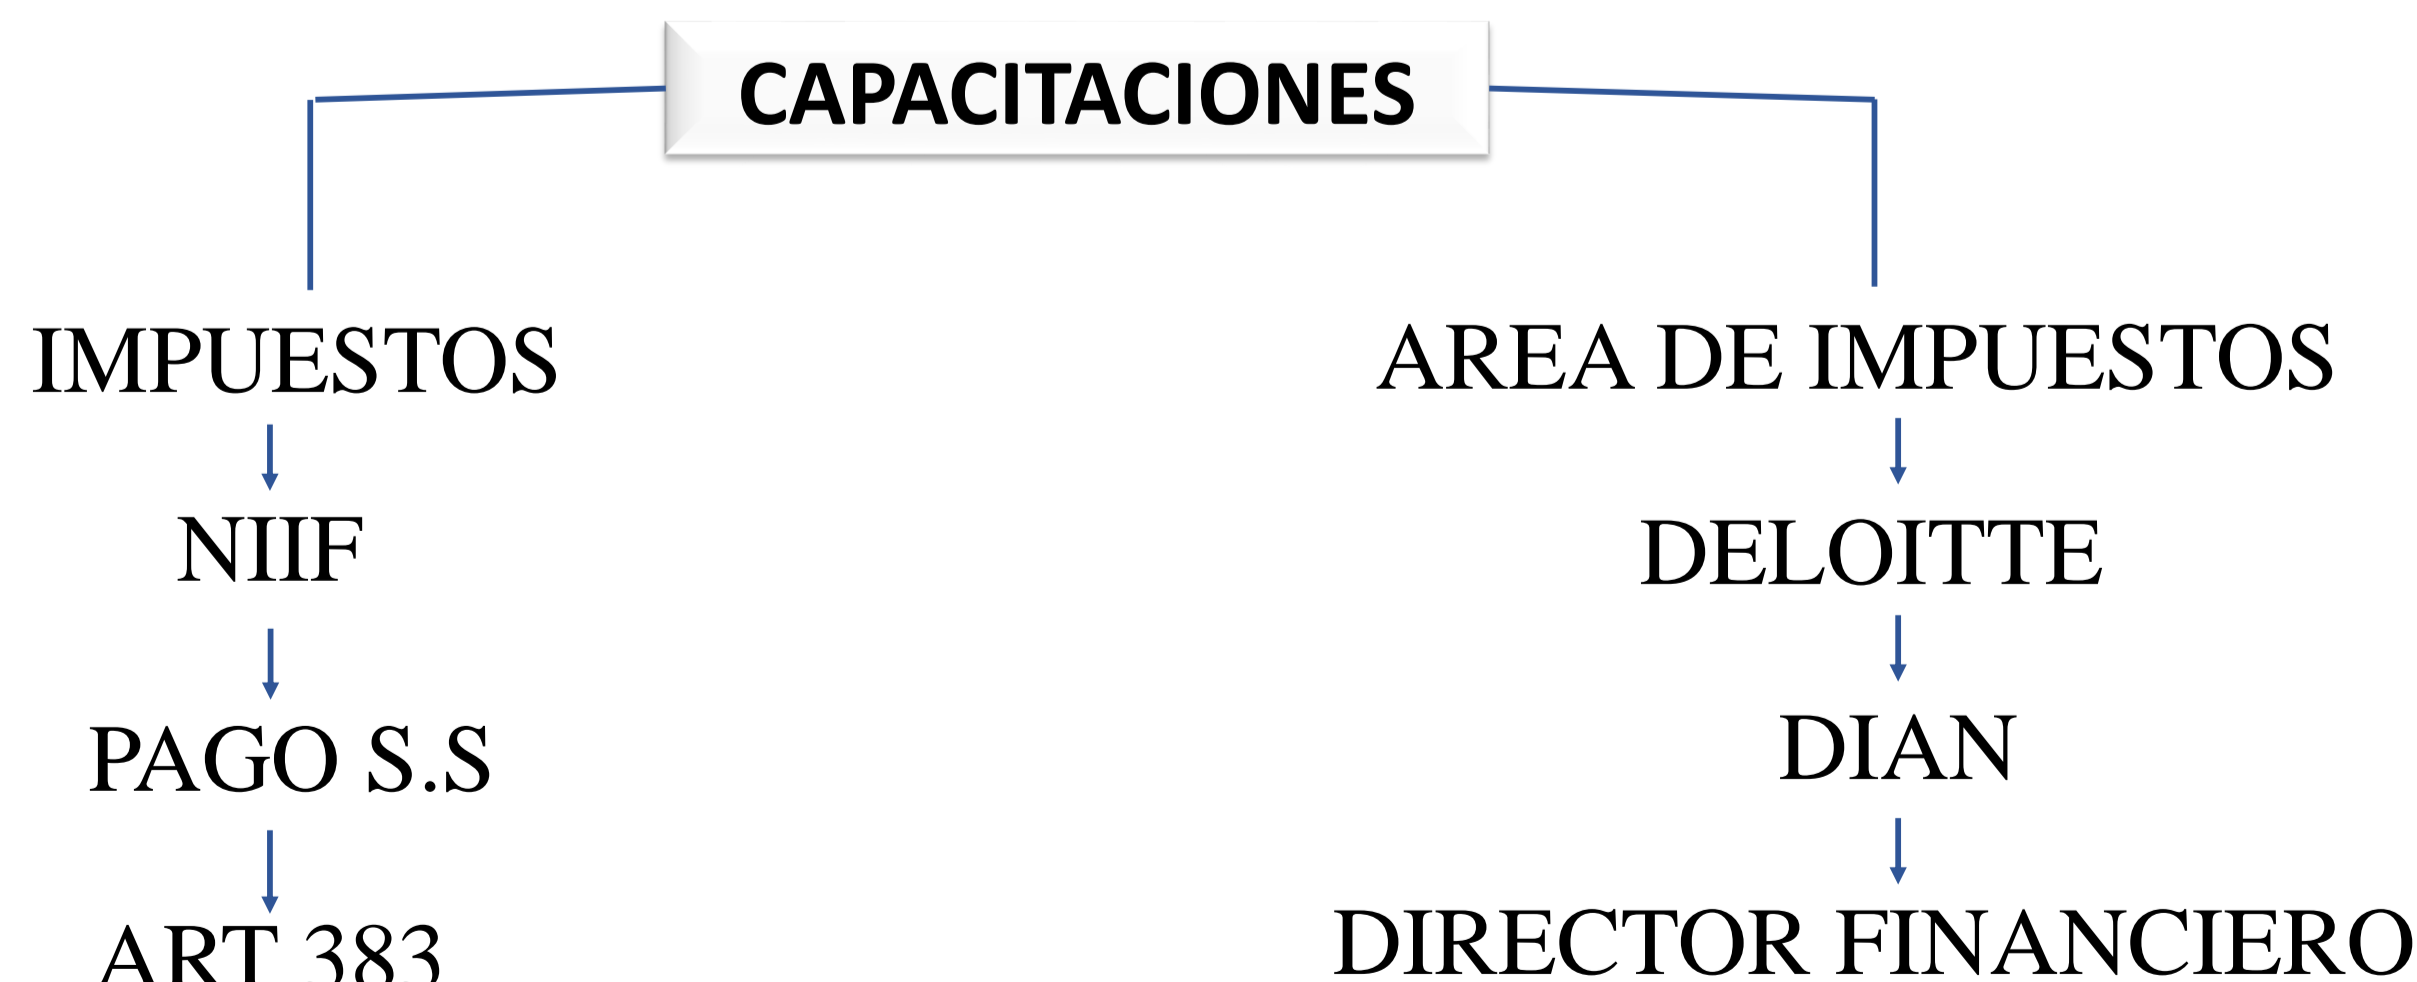 CAPACITACIONES
IMPUESTOS
AREA DE IMPUESTOS
NIIF
DELOITTE
PAGO S.S
DIAN
ART 383
DIRECTOR FINANCIERO